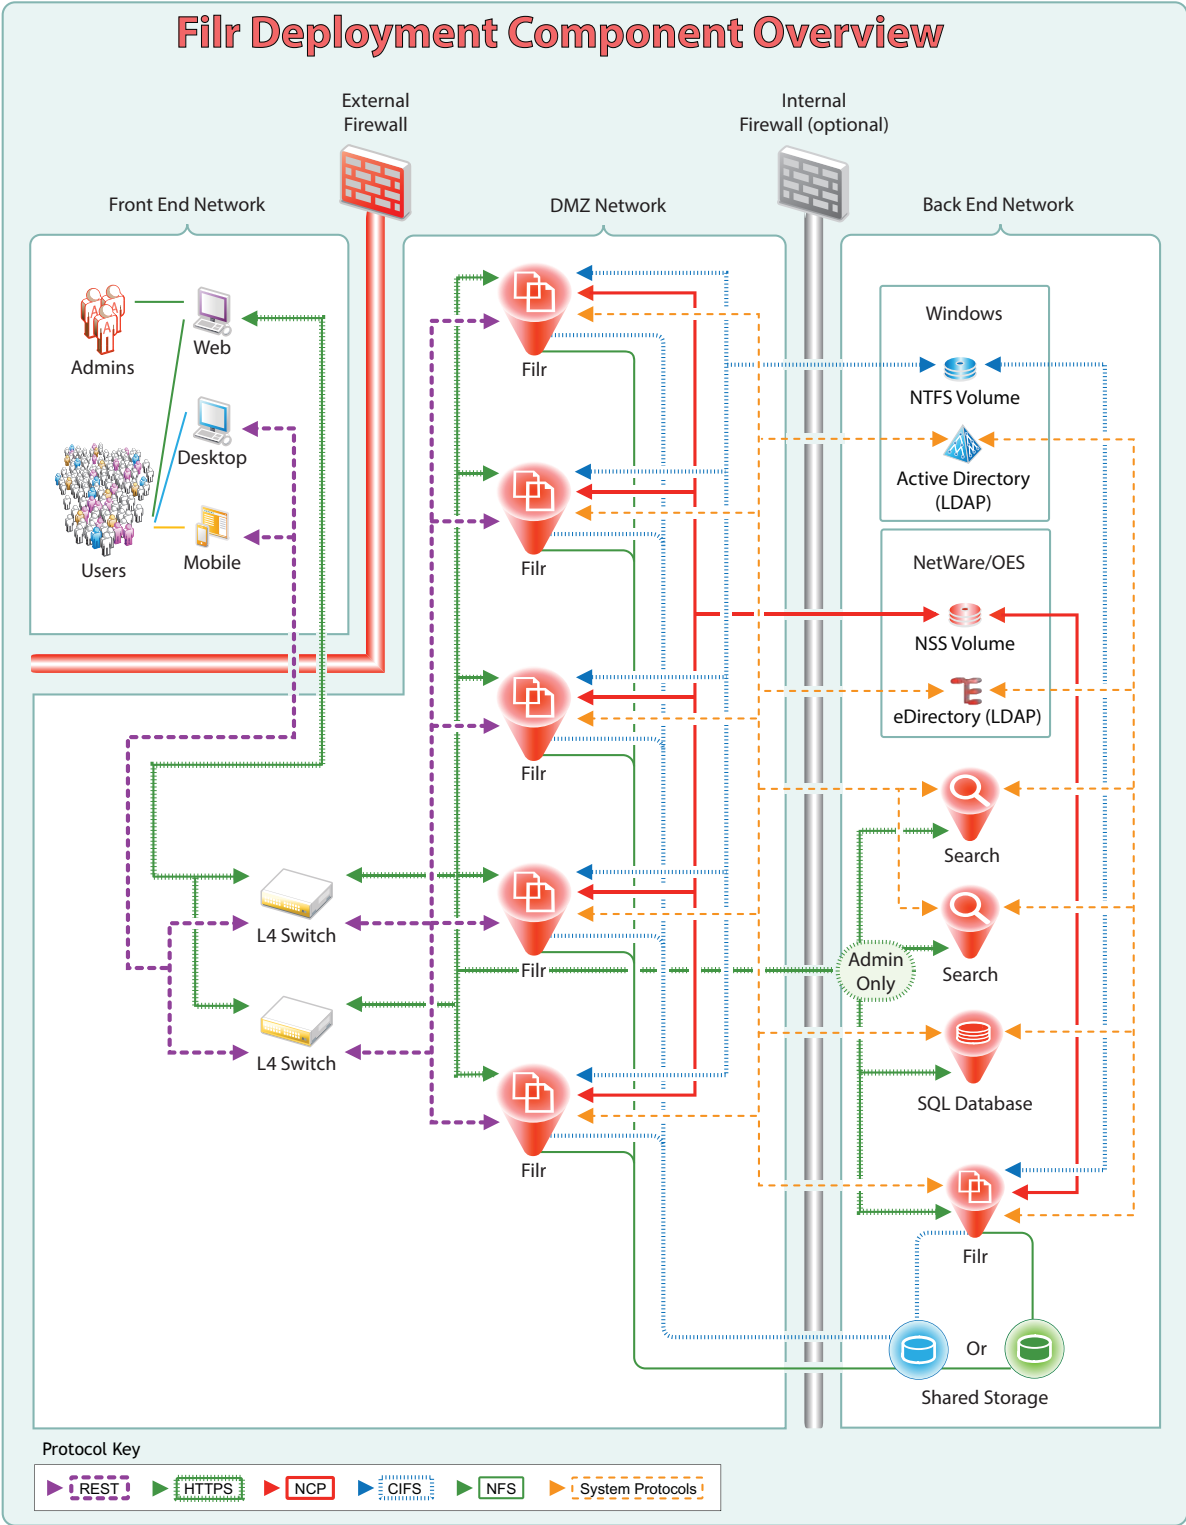 Filr Deployment Component Overview
External
Firewall
Internal
Firewall (optional)
Front End Network
DMZ Network
Back End Network
Admins
Web
Desktop
Users
Mobile
Filr
Filr
Filr
Filr
Filr
L4 Switch
L4 Switch
Windows
NTFS Volume
Active Directory
(LDAP)
NetWare/OES
NSS Volume
eDirectory (LDAP)
Search
Search
Admin
Only
SQL Database
Filr
Or
Shared Storage
Protocol Key
REST
HTTPS
NCP
CIFS
NFS
System Protocols